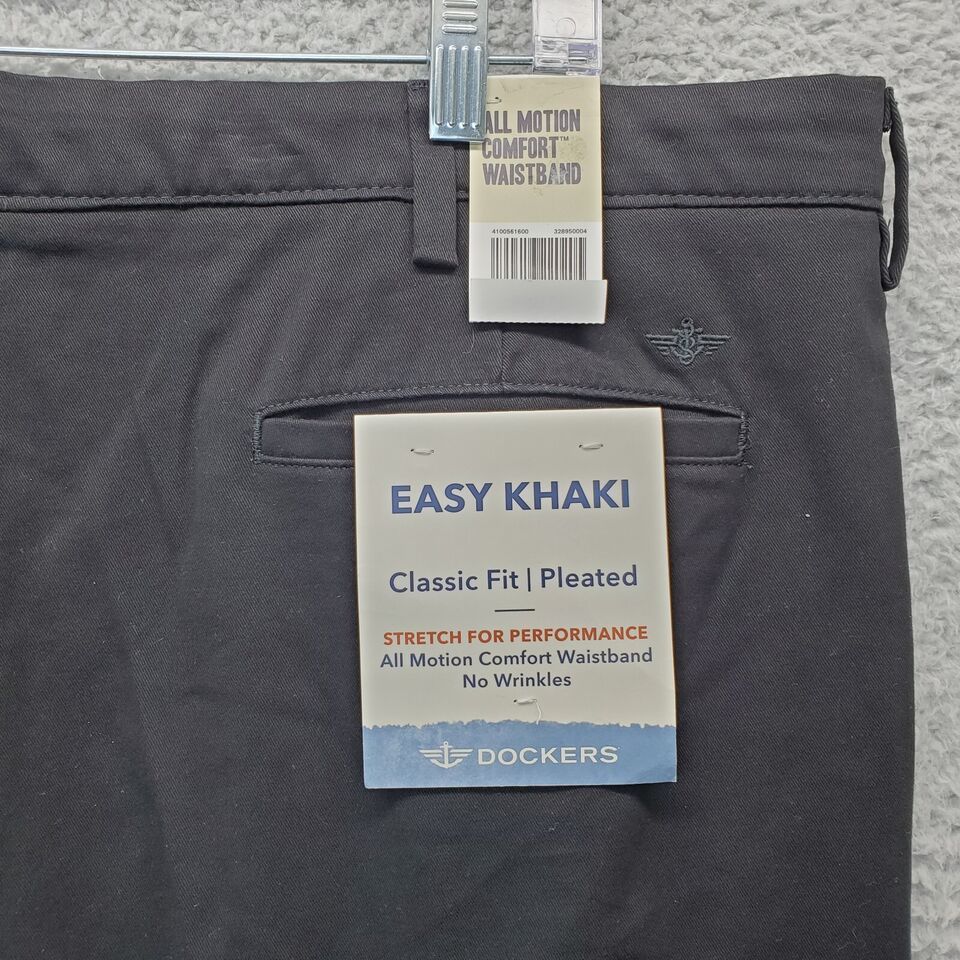 ALL MOTION
COMFORT™
WAISTBAND
4100561600 328950004
EASY KHAKI
Classic Fit | Pleated
STRETCH FOR PERFORMANCE
All Motion Comfort Waistband
No Wrinkles
DOCKERS